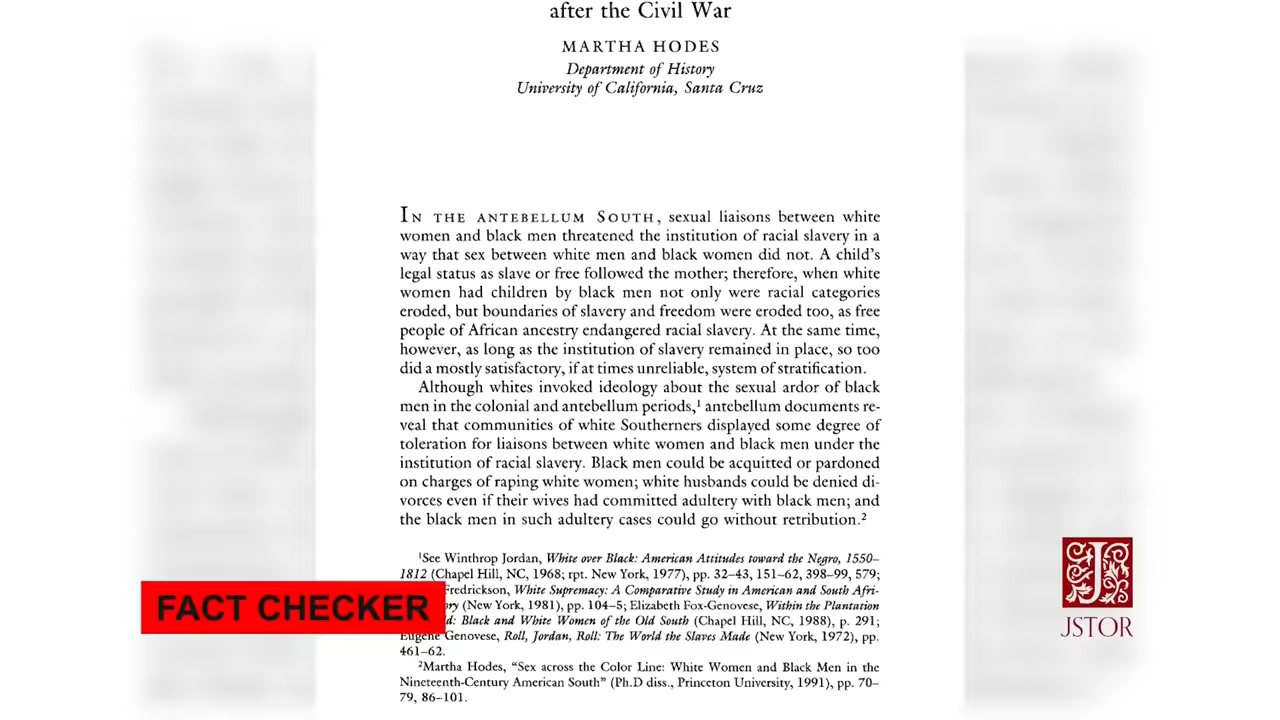 after the Civil War
MARTHA HODES
Department of History
University of California, Santa Cruz
IN THE ANTEBELLUM SOUTH, sexual liaisons between white
women and black men threatened the institution of racial slavery in a
way that sex between white men and black women did not. A child's
legal status as slave or free followed the mother; therefore, when white
women had children by black men not only were racial categories
eroded, but boundaries of slavery and freedom were eroded too, as free
people of African ancestry endangered racial slavery. At the same time,
however, as long as the institution of slavery remained in place, so too
did a mostly satisfactory, if at times unreliable, system of stratification.
Although whites invoked ideology about the sexual ardor of black
men in the colonial and antebellum periods,¹ antebellum documents re-
veal that communities of white Southerners displayed some degree of
toleration for liaisons between white women and black men under the
institution of racial slavery. Black men could be acquitted or pardoned
on charges of raping white women; white husbands could be denied di-
vorces even if their wives had committed adultery with black men; and
the black men in such adultery cases could go without retribution.²
¹See Winthrop Jordan, White over Black: American Attitudes toward the Negro, 1550–
1812 (Chapel Hill, NC, 1968; rpt. New York, 1977), pp. 32–43, 151–62, 398–99, 579;
Fredrickson, White Supremacy: A Comparative Study in American and South Afri-
ry (New York, 1981), pp. 104–5; Elizabeth Fox-Genovese, Within the Plantation
d: Black and White Women of the Old South (Chapel Hill, NC, 1988), p. 291;
Eugene Genovese, Roll, Jordan, Roll: The World the Slaves Made (New York, 1972), pp.
461–62.
²Martha Hodes, "Sex across the Color Line: White Women and Black Men in the
Nineteenth-Century American South" (Ph.D diss., Princeton University, 1991), pp. 70–
79, 86–101.
FACT CHECKER
J
JSTOR